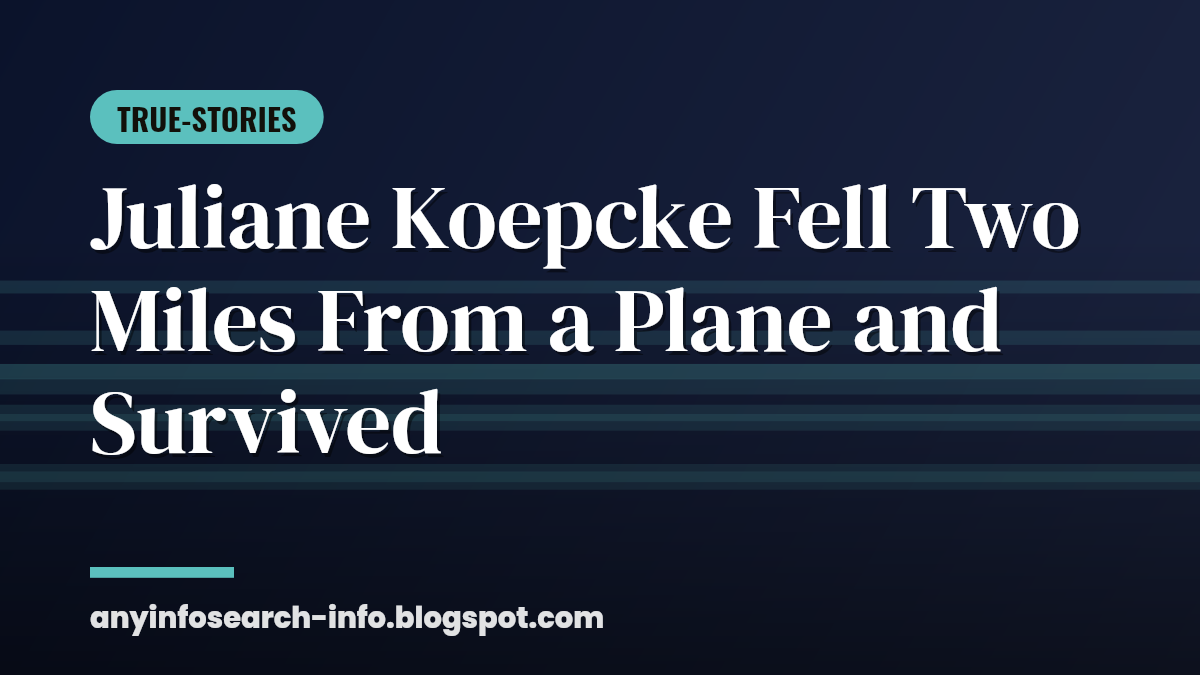 TRUE-STORIES
Juliane Koepcke Fell Two
Miles From a Plane and
Survived
anyinfosearch-info.blogspot.com